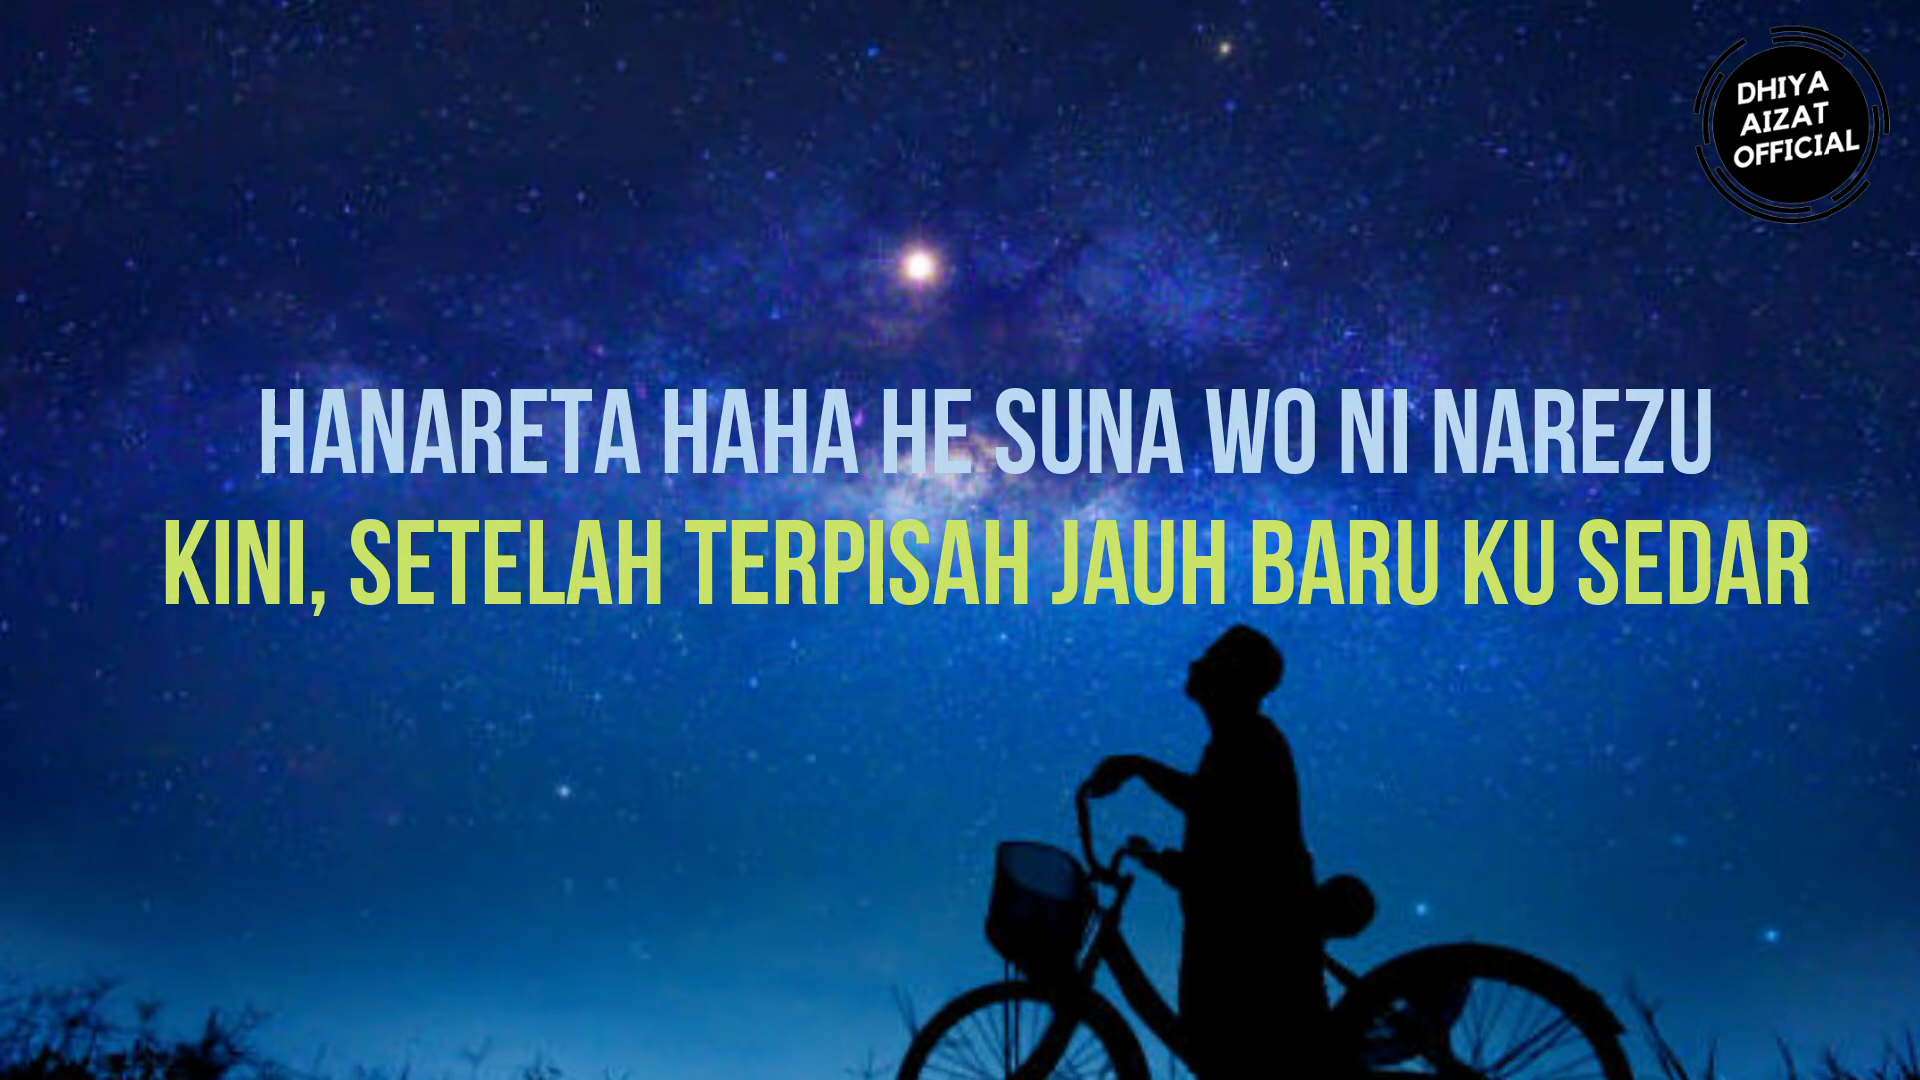 DHIYA
AIZAT
OFFICIAL
HANARETA HAHA HE SUNA WO NI NAREZU
KINI, SETELAH TERPISAH JAUH BARU KU SEDAR